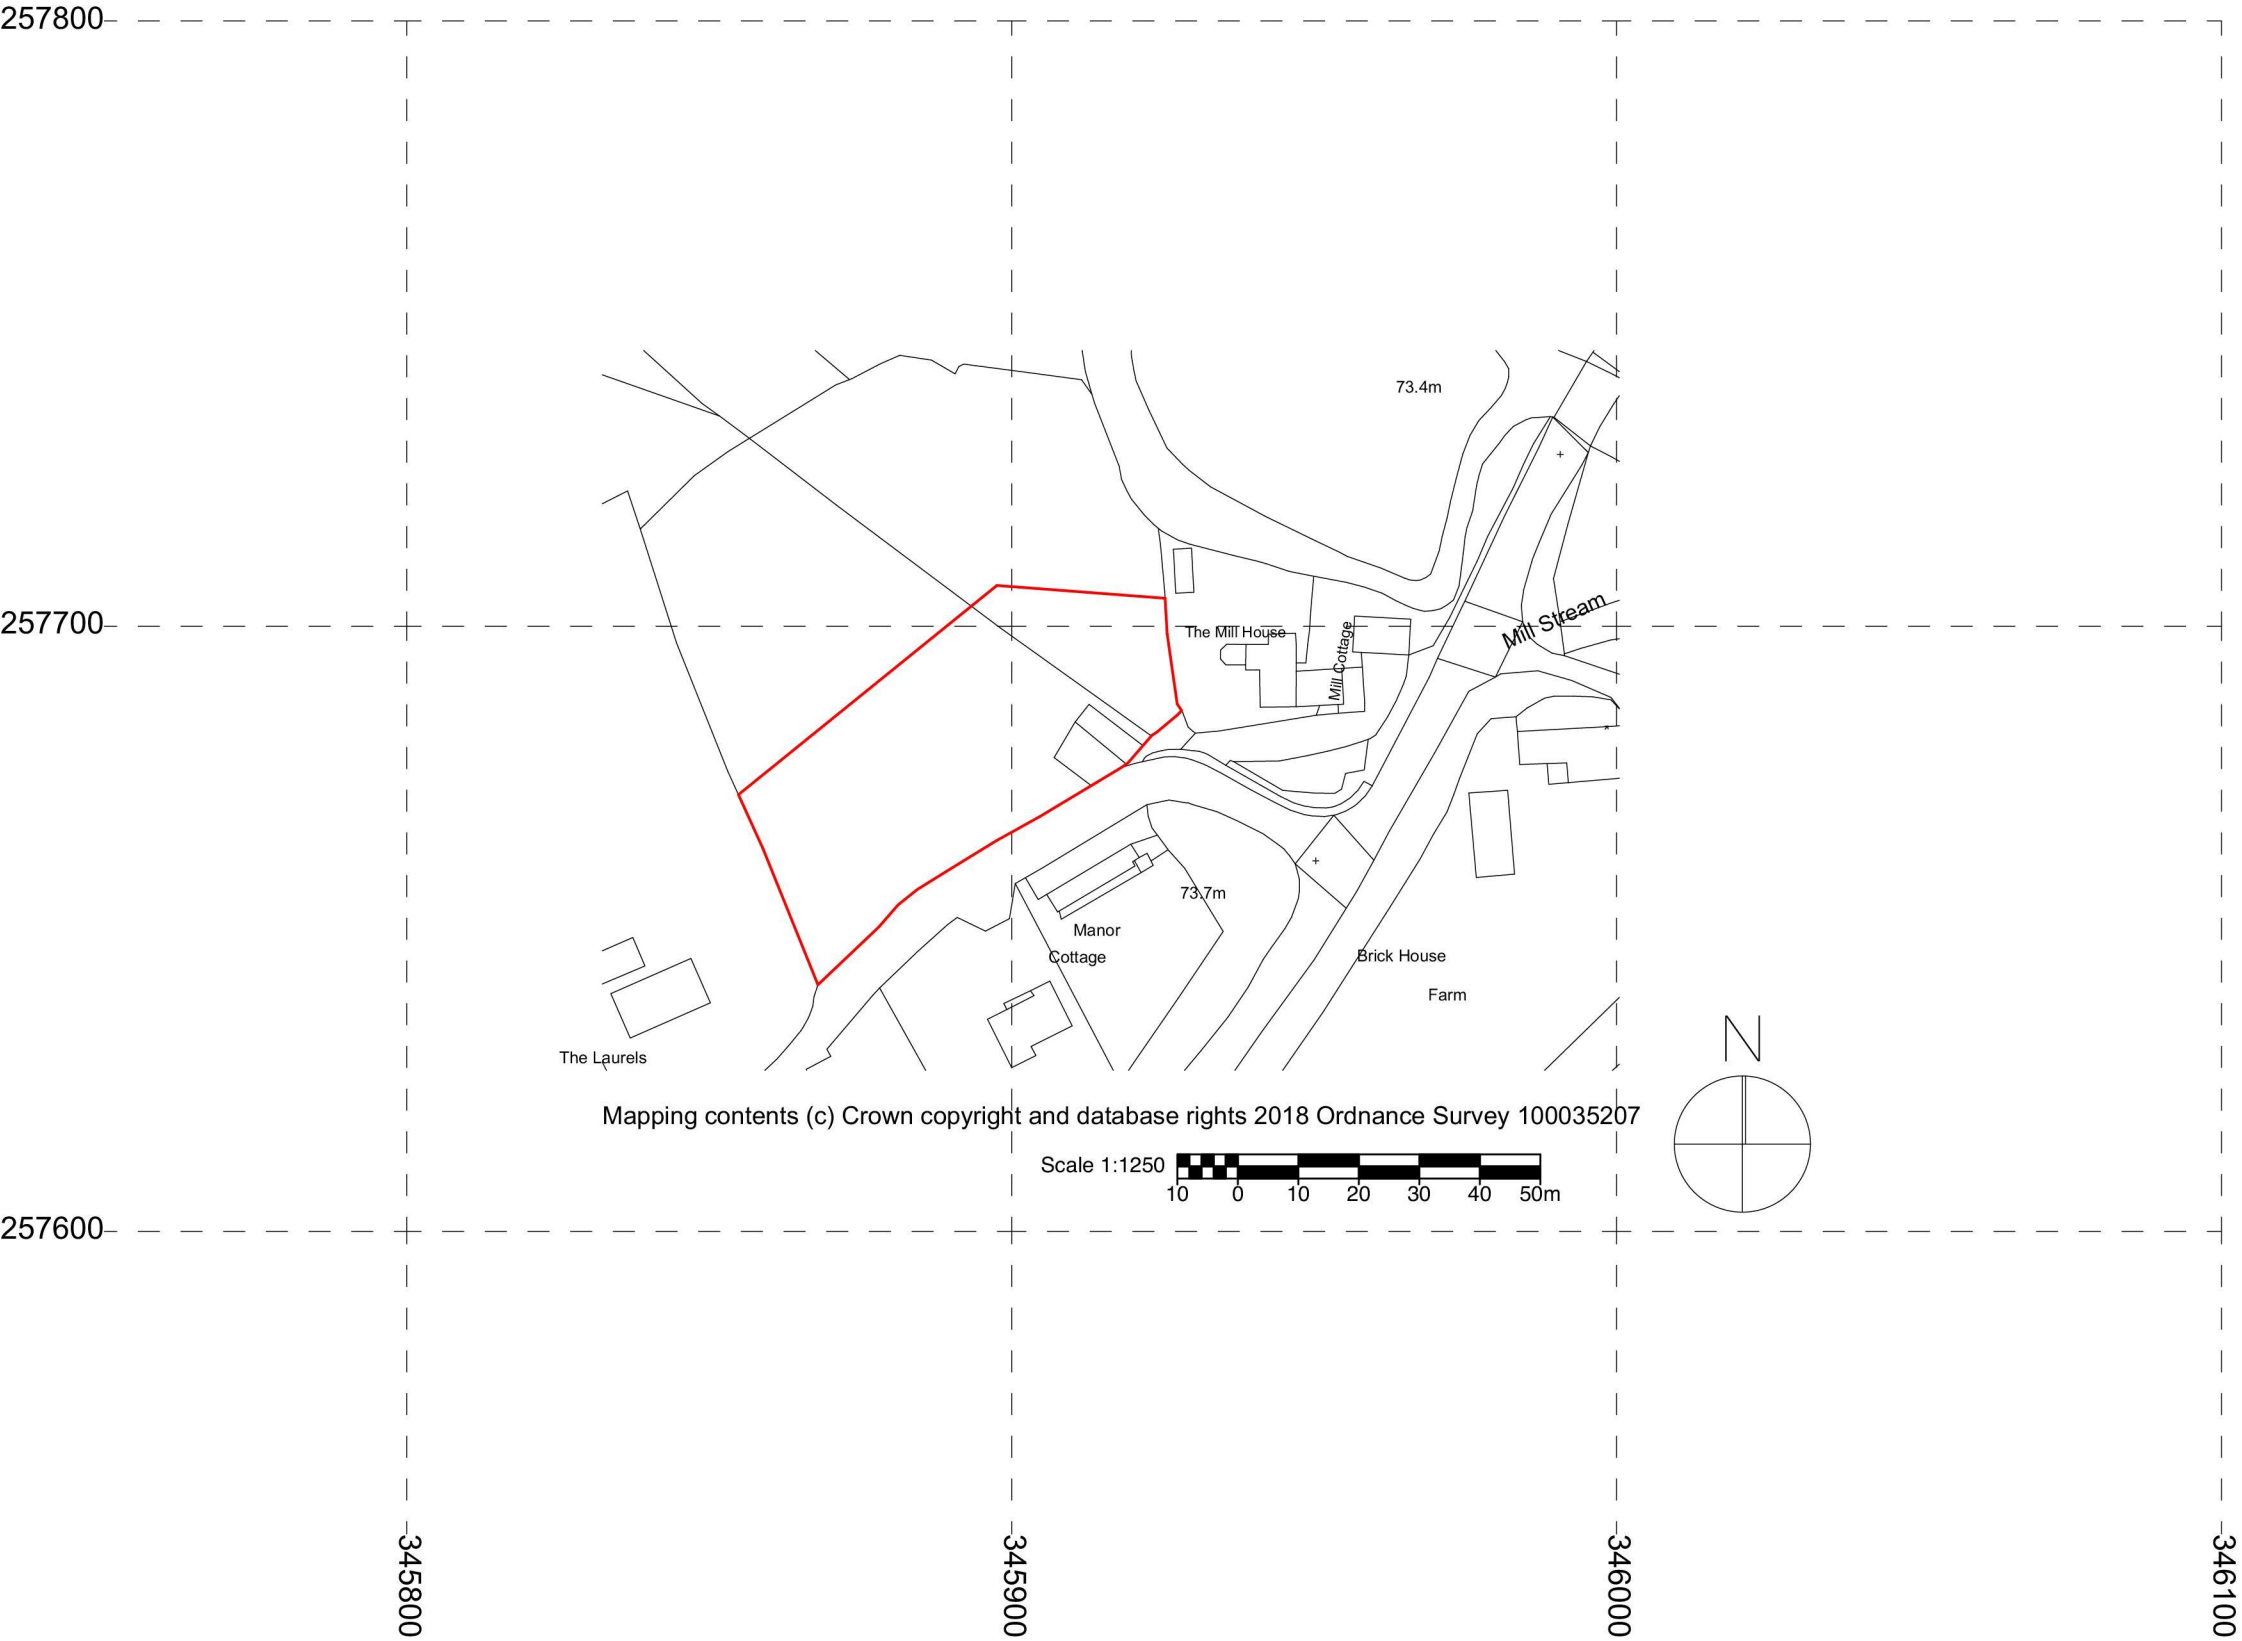 257800
73.4m
257700
The Mill House
Mill Cottage
Mill Stream
73.7m
Manor
Cottage
Brick House
Farm
The Laurels
N
Mapping contents (c) Crown copyright and database rights 2018 Ordnance Survey 100035207
Scale 1:1250
10 0 10 20 30 40 50m
257600
345800
345900
346000
346100